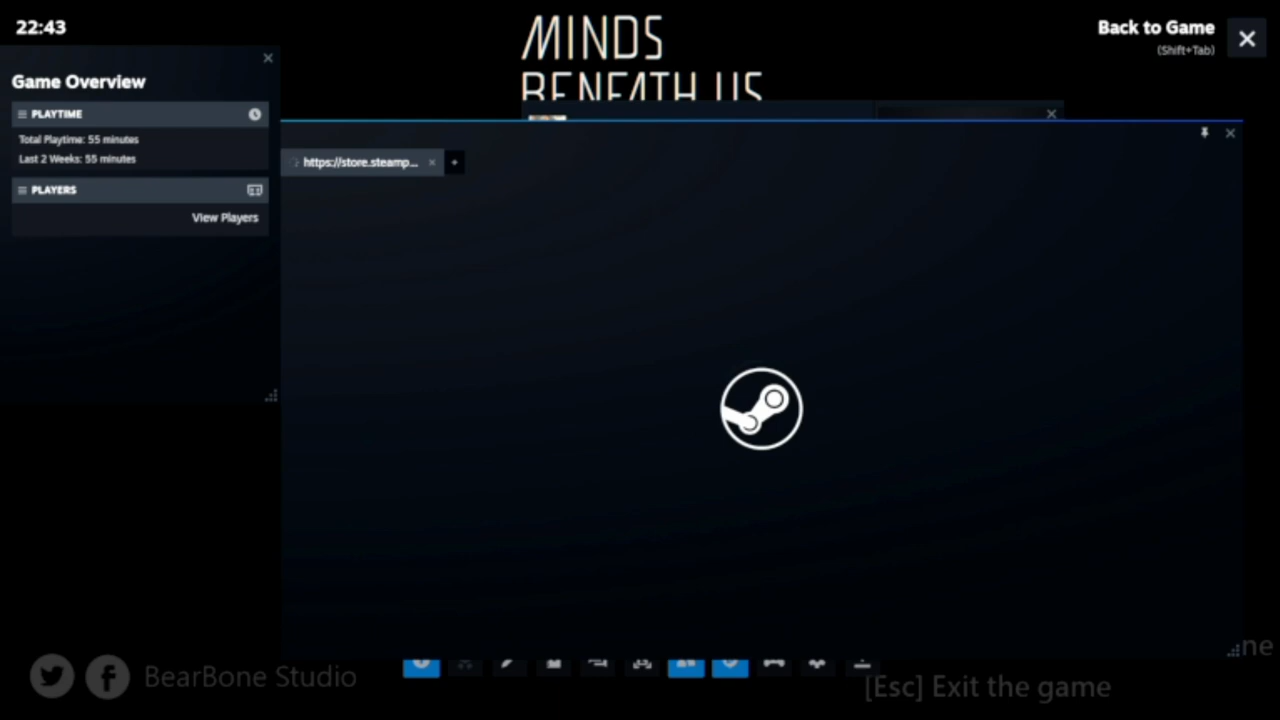 22:43
MINDS
BENEATH US
Back to Game
(Shift+Tab)
Game Overview
PLAYTIME
Total Playtime: 55 minutes
Last 2 Weeks: 55 minutes
PLAYERS
View Players
https://store.steamp...
BearBone Studio
ne
[Esc] Exit the game